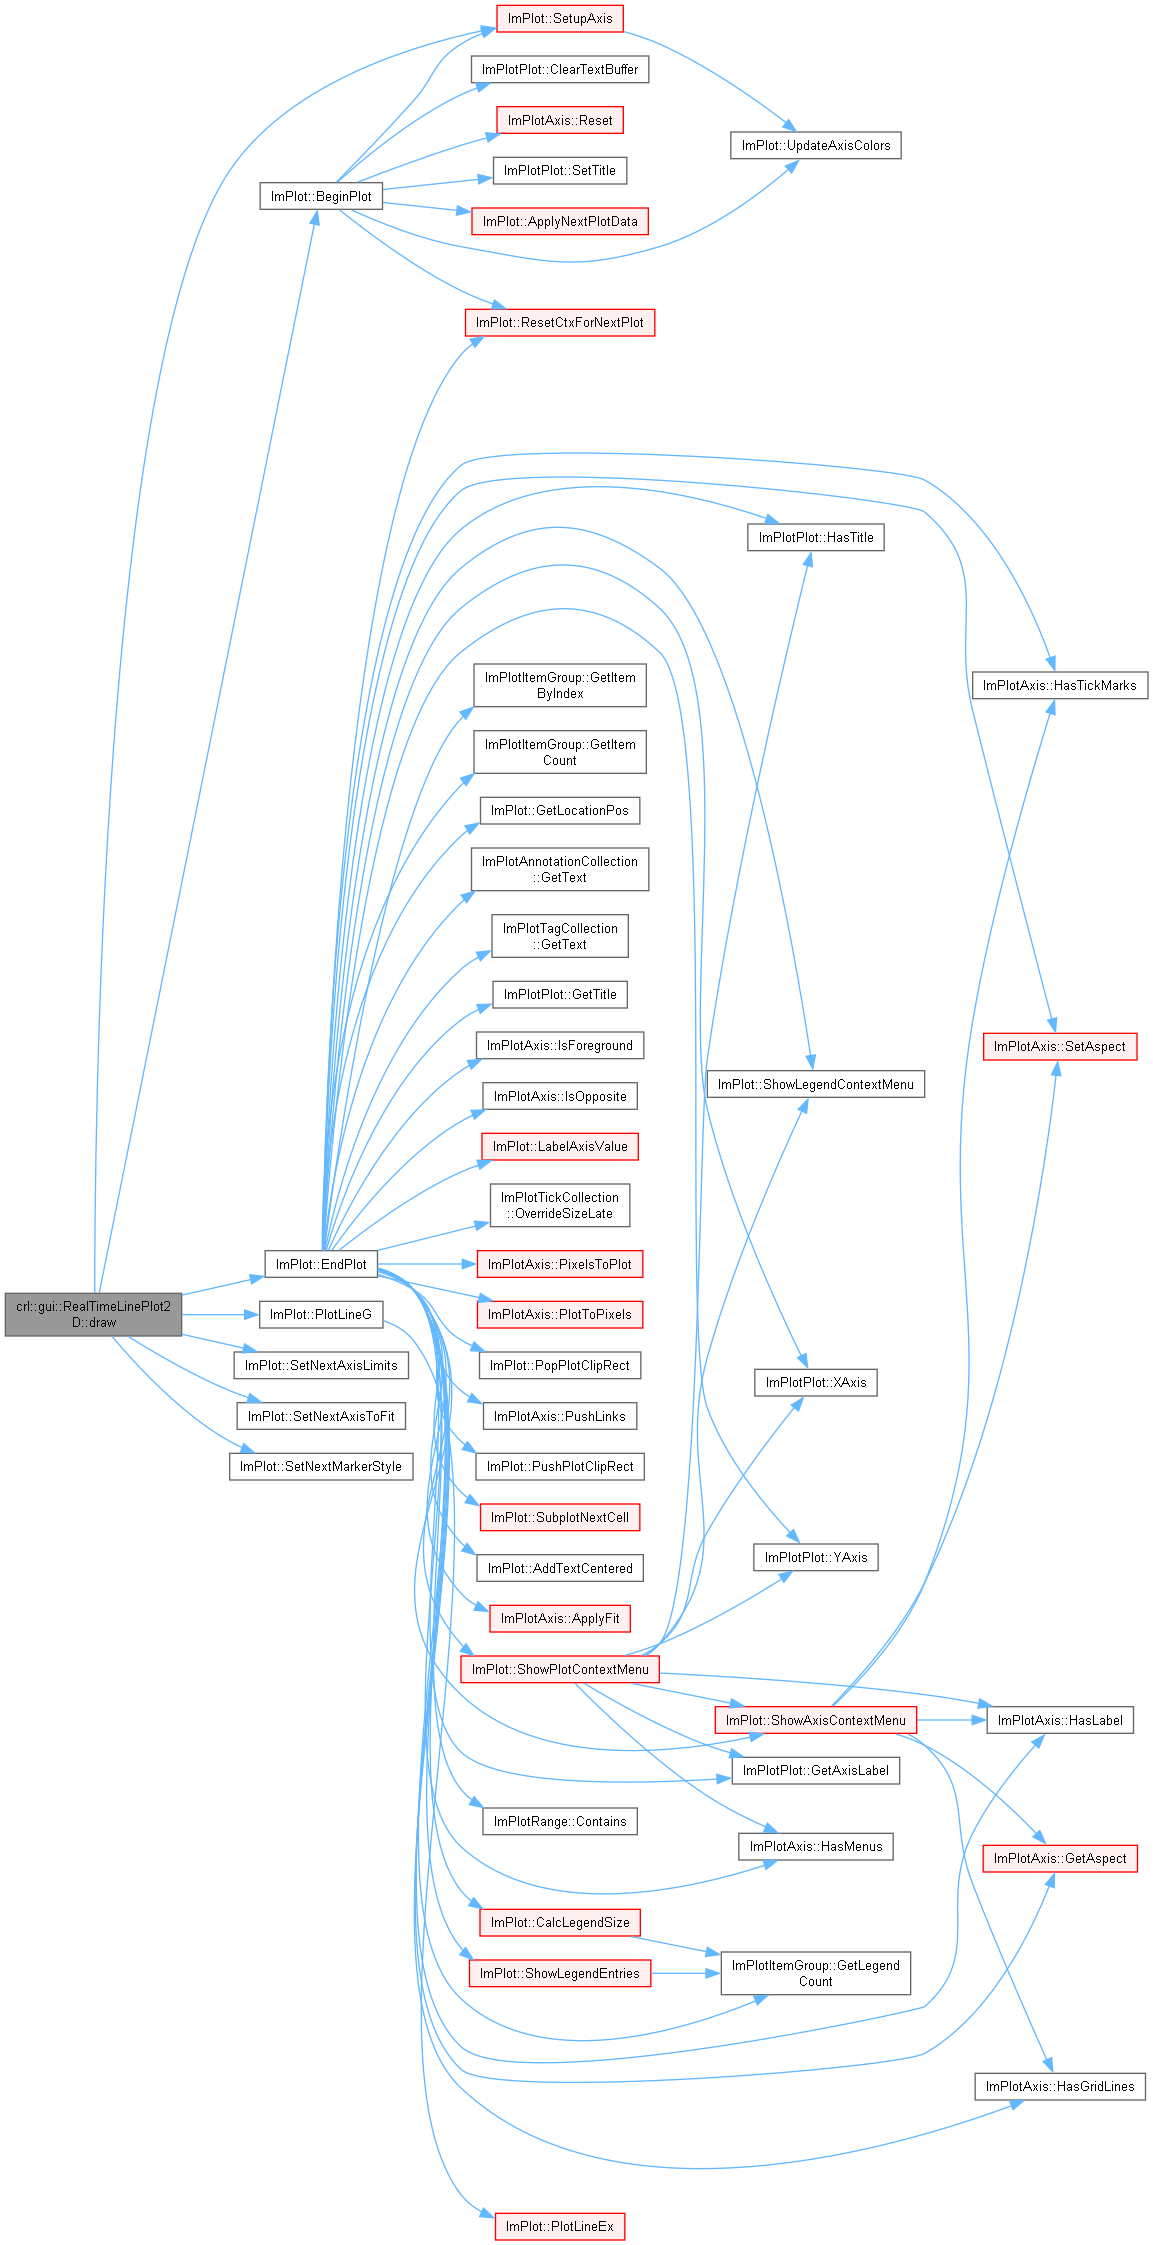 ImPlot::SetupAxis
ImPlotPlot::ClearTextBuffer
ImPlotAxis::Reset
ImPlot::UpdateAxisColors
ImPlotPlot::SetTitle
ImPlot::BeginPlot
ImPlot::ApplyNextPlotData
ImPlot::ResetCtxForNextPlot
ImPlotPlot::HasTitle
ImPlotItemGroup::GetItem
ByIndex
ImPlotAxis::HasTickMarks
ImPlotItemGroup::GetItem
Count
ImPlot::GetLocationPos
ImPlotAnnotationCollection
::GetText
ImPlotTagCollection
::GetText
ImPlotPlot::GetTitle
ImPlotAxis::IsForeground
ImPlotAxis::SetAspect
ImPlot::ShowLegendContextMenu
ImPlotAxis::IsOpposite
ImPlot::LabelAxisValue
ImPlotTickCollection
::OverrideSizeLate
ImPlot::EndPlot
ImPlotAxis::PixelsToPlot
crl::gui::RealTimeLinePlot2
D::draw
ImPlot::PlotLineG
ImPlotAxis::PlotToPixels
ImPlot::SetNextAxisLimits
ImPlot::PopPlotClipRect
ImPlotPlot::XAxis
ImPlot::SetNextAxisToFit
ImPlotAxis::PushLinks
ImPlot::SetNextMarkerStyle
ImPlot::PushPlotClipRect
ImPlot::SubplotNextCell
ImPlotPlot::YAxis
ImPlot::AddTextCentered
ImPlotAxis::ApplyFit
ImPlot::ShowPlotContextMenu
ImPlot::ShowAxisContextMenu
ImPlotAxis::HasLabel
ImPlotPlot::GetAxisLabel
ImPlotRange::Contains
ImPlotAxis::HasMenus
ImPlotAxis::GetAspect
ImPlot::CalcLegendSize
ImPlot::ShowLegendEntries
ImPlotItemGroup::GetLegend
Count
ImPlotAxis::HasGridLines
ImPlot::PlotLineEx